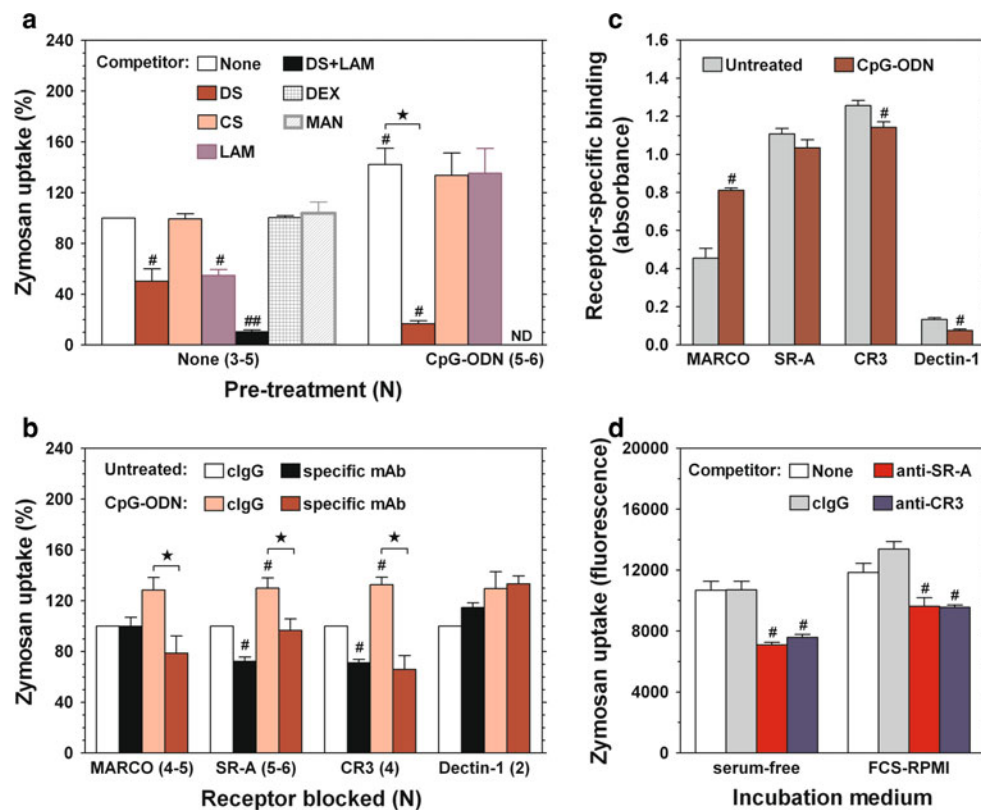 a
240
200
160
120
80
40
0
Zymosan uptake (%)
Competitor:
None
DS
CS
LAM
DS+LAM
DEX
MAN
#
#
##
#
★
#
ND
None (3-5)
CpG-ODN (5-6)
Pre-treatment (N)
c
1.6
1.4
1.2
1.0
0.8
0.6
0.4
0.2
0.0
Receptor-specific binding
(absorbance)
Untreated
CpG-ODN
#
#
#
MARCO
SR-A
CR3
Dectin-1
b
240
200
160
120
80
40
0
Zymosan uptake (%)
Untreated:
cIgG
specific mAb
CpG-ODN:
cIgG
specific mAb
★
#
#
★
#
#
★
MARCO (4-5)
SR-A (5-6)
CR3 (4)
Dectin-1 (2)
Receptor blocked (N)
d
20000
16000
12000
8000
4000
0
Zymosan uptake (fluorescence)
Competitor:
None
cIgG
anti-SR-A
anti-CR3
#
#
#
#
serum-free
FCS-RPMI
Incubation medium